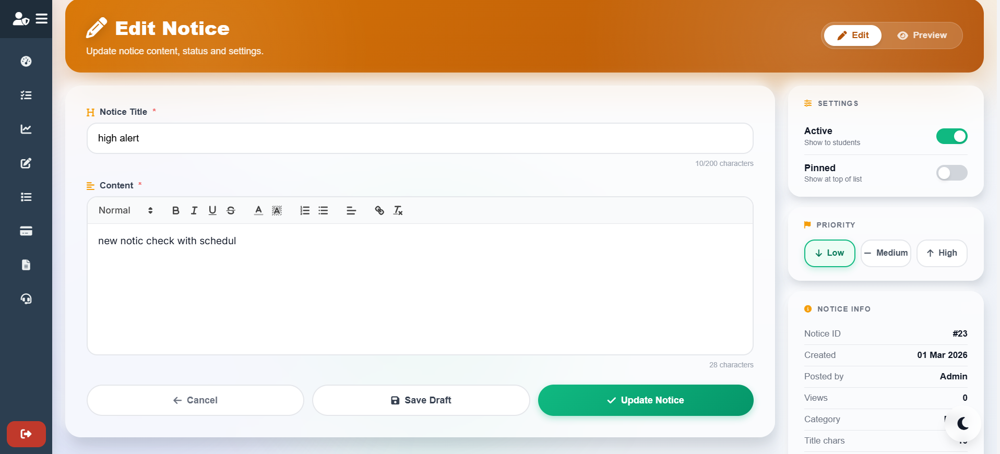 Edit Notice
Update notice content, status and settings.
Edit
Preview
Notice Title *
high alert
10/200 characters
Content *
Normal
new notic check with schedul
28 characters
Cancel
Save Draft
Update Notice
SETTINGS
Active
Show to students
Pinned
Show at top of list
PRIORITY
Low
Medium
High
NOTICE INFO
Notice ID #23
Created 01 Mar 2026
Posted by Admin
Views 0
Category
Title chars